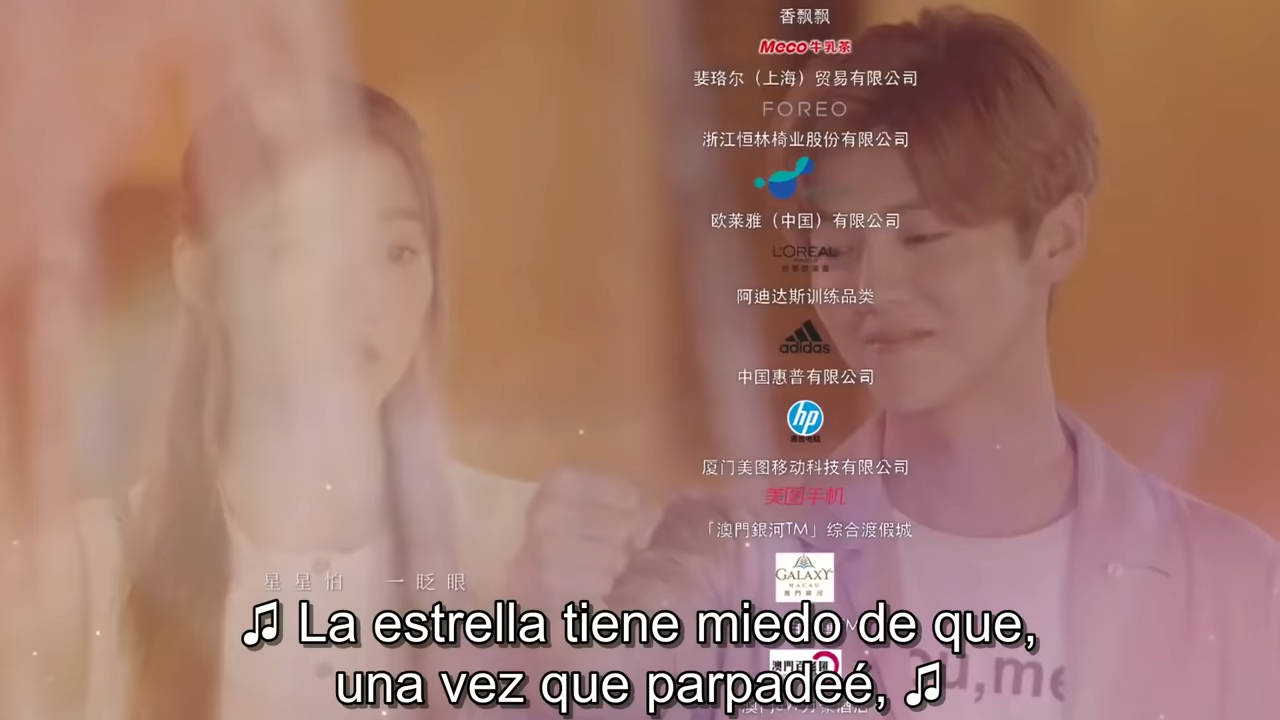 香飘飘
Meco牛乳茶
斐珞尔（上海）贸易有限公司
FOREO
浙江恒林椅业股份有限公司
欧莱雅（中国）有限公司
L'ORÉAL
PARIS
阿迪达斯训练品类
adidas
中国惠普有限公司
hp
厦门美图移动科技有限公司
美图手机
「澳門銀河TM」综合渡假城
GALAXY
MACAU
澳門銀河
星星怕 一眨眼
♫ La estrella tiene miedo de que,
una vez que parpadeé, ♫